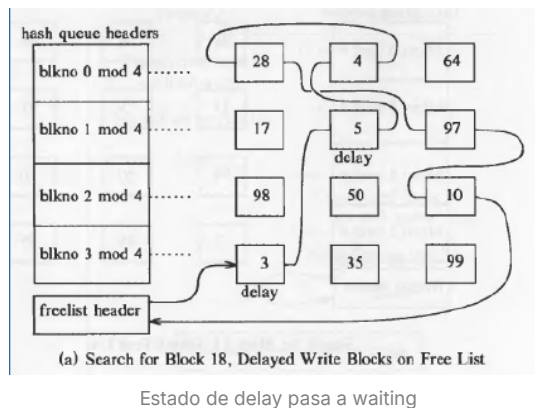 hash queue headers
blkno 0 mod 4 ........ 28 4 64
blkno 1 mod 4 ........ 17 5 97
delay
blkno 2 mod 4 ........ 98 50 10
blkno 3 mod 4 ........ 3 35 99
delay
freelist header
(a) Search for Block 18, Delayed Write Blocks on Free List
Estado de delay pasa a waiting